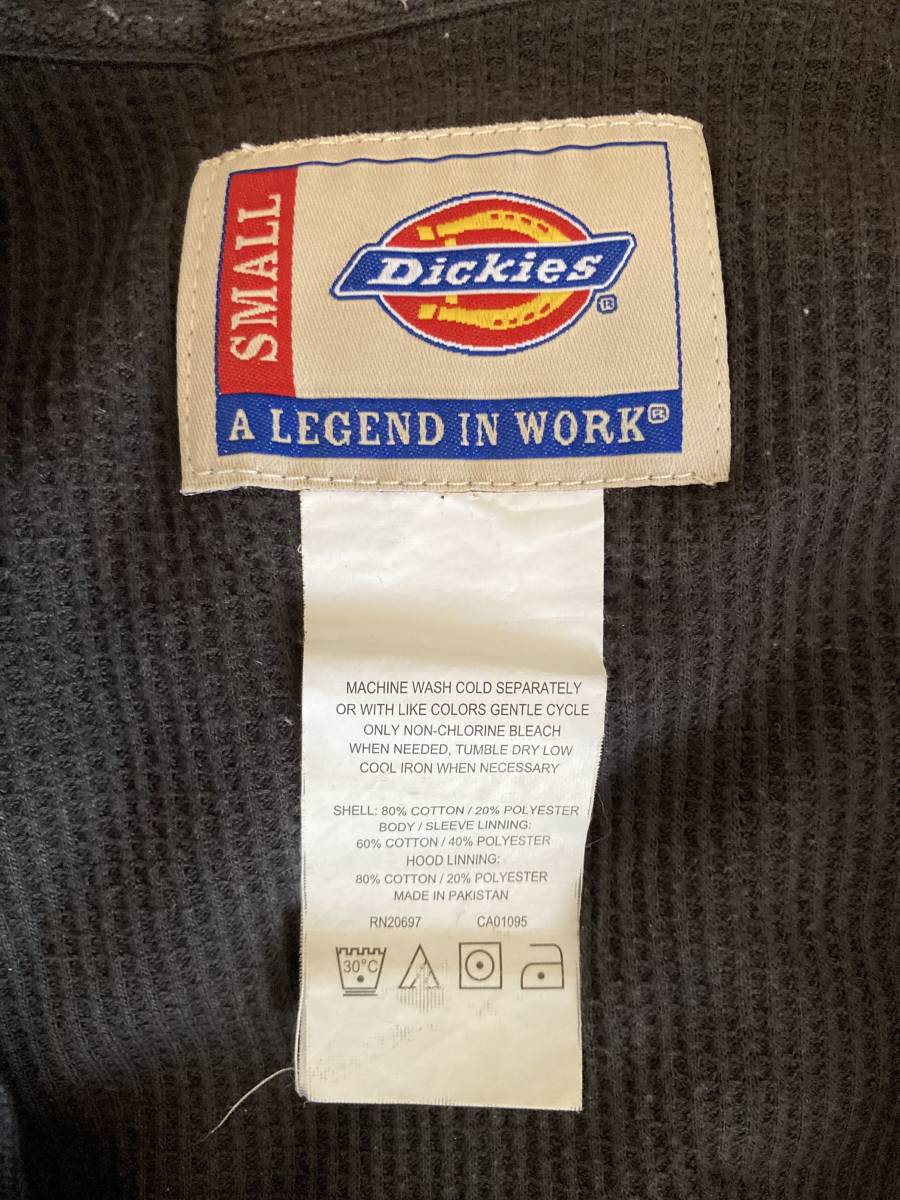 SMALL
Dickies®
A LEGEND IN WORK®
MACHINE WASH COLD SEPARATELY
OR WITH LIKE COLORS GENTLE CYCLE
ONLY NON-CHLORINE BLEACH
WHEN NEEDED, TUMBLE DRY LOW
COOL IRON WHEN NECESSARY
SHELL: 80% COTTON / 20% POLYESTER
BODY / SLEEVE LINNING:
60% COTTON / 40% POLYESTER
HOOD LINNING:
80% COTTON / 20% POLYESTER
MADE IN PAKISTAN
RN20697 CA01095
30°C